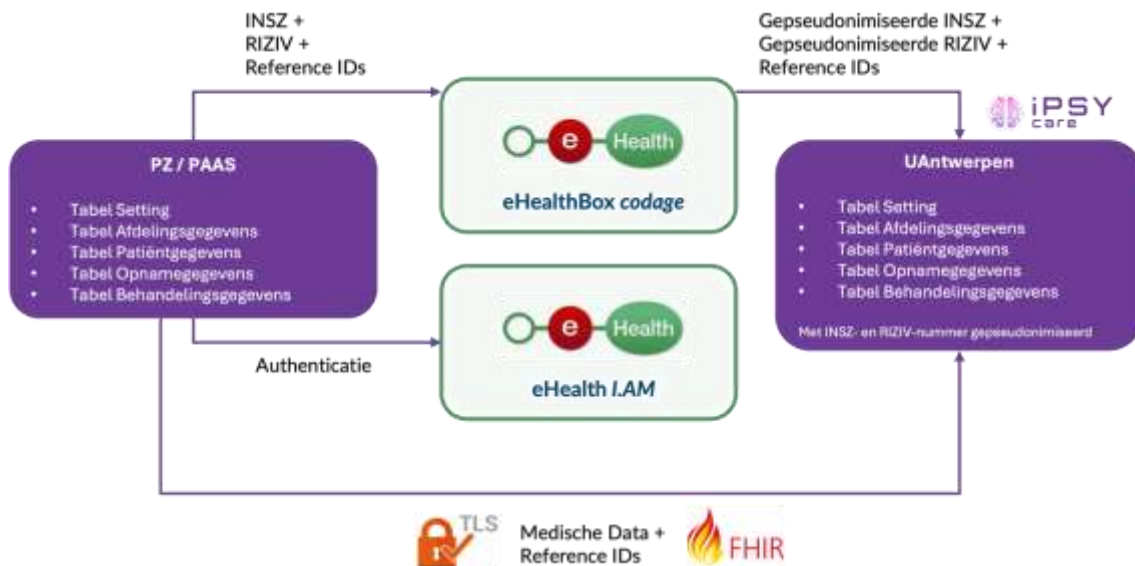 INSZ +
RIZIV +
Reference IDs
Gepseudonimiseerde INSZ +
Gepseudonimiseerde RIZIV +
Reference IDs
iPSY
care
PZ / PAAS
• Tabel Setting
• Tabel Afdelingsgegevens
• Tabel Patiëntgegevens
• Tabel Opnamegegevens
• Tabel Behandelingsgegevens
e Health
eHealthBox codage
UAntwerpen
• Tabel Setting
• Tabel Afdelingsgegevens
• Tabel Patiëntgegevens
• Tabel Opnamegegevens
• Tabel Behandelingsgegevens
Met INSZ- en RIZIV-nummer gepseudonimiseerd
Authenticatie
e Health
eHealth I.AM
TLS
Medische Data +
Reference IDs
FHIR